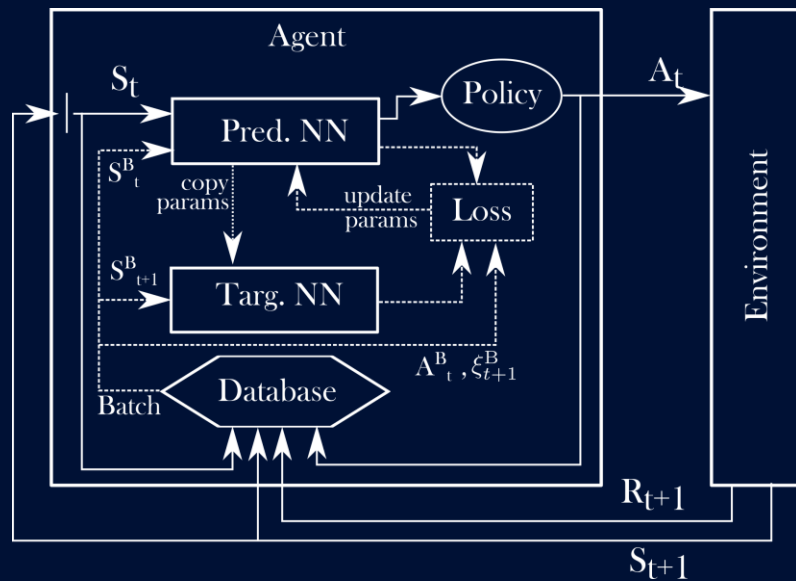 Agent
S_t
A_t
Policy
Pred. NN
S^B_t
copy
params
update
params
Loss
Environment
S^B_{t+1}
Targ. NN
A^B_t , ξ^B_{t+1}
Database
Batch
R_{t+1}
S_{t+1}